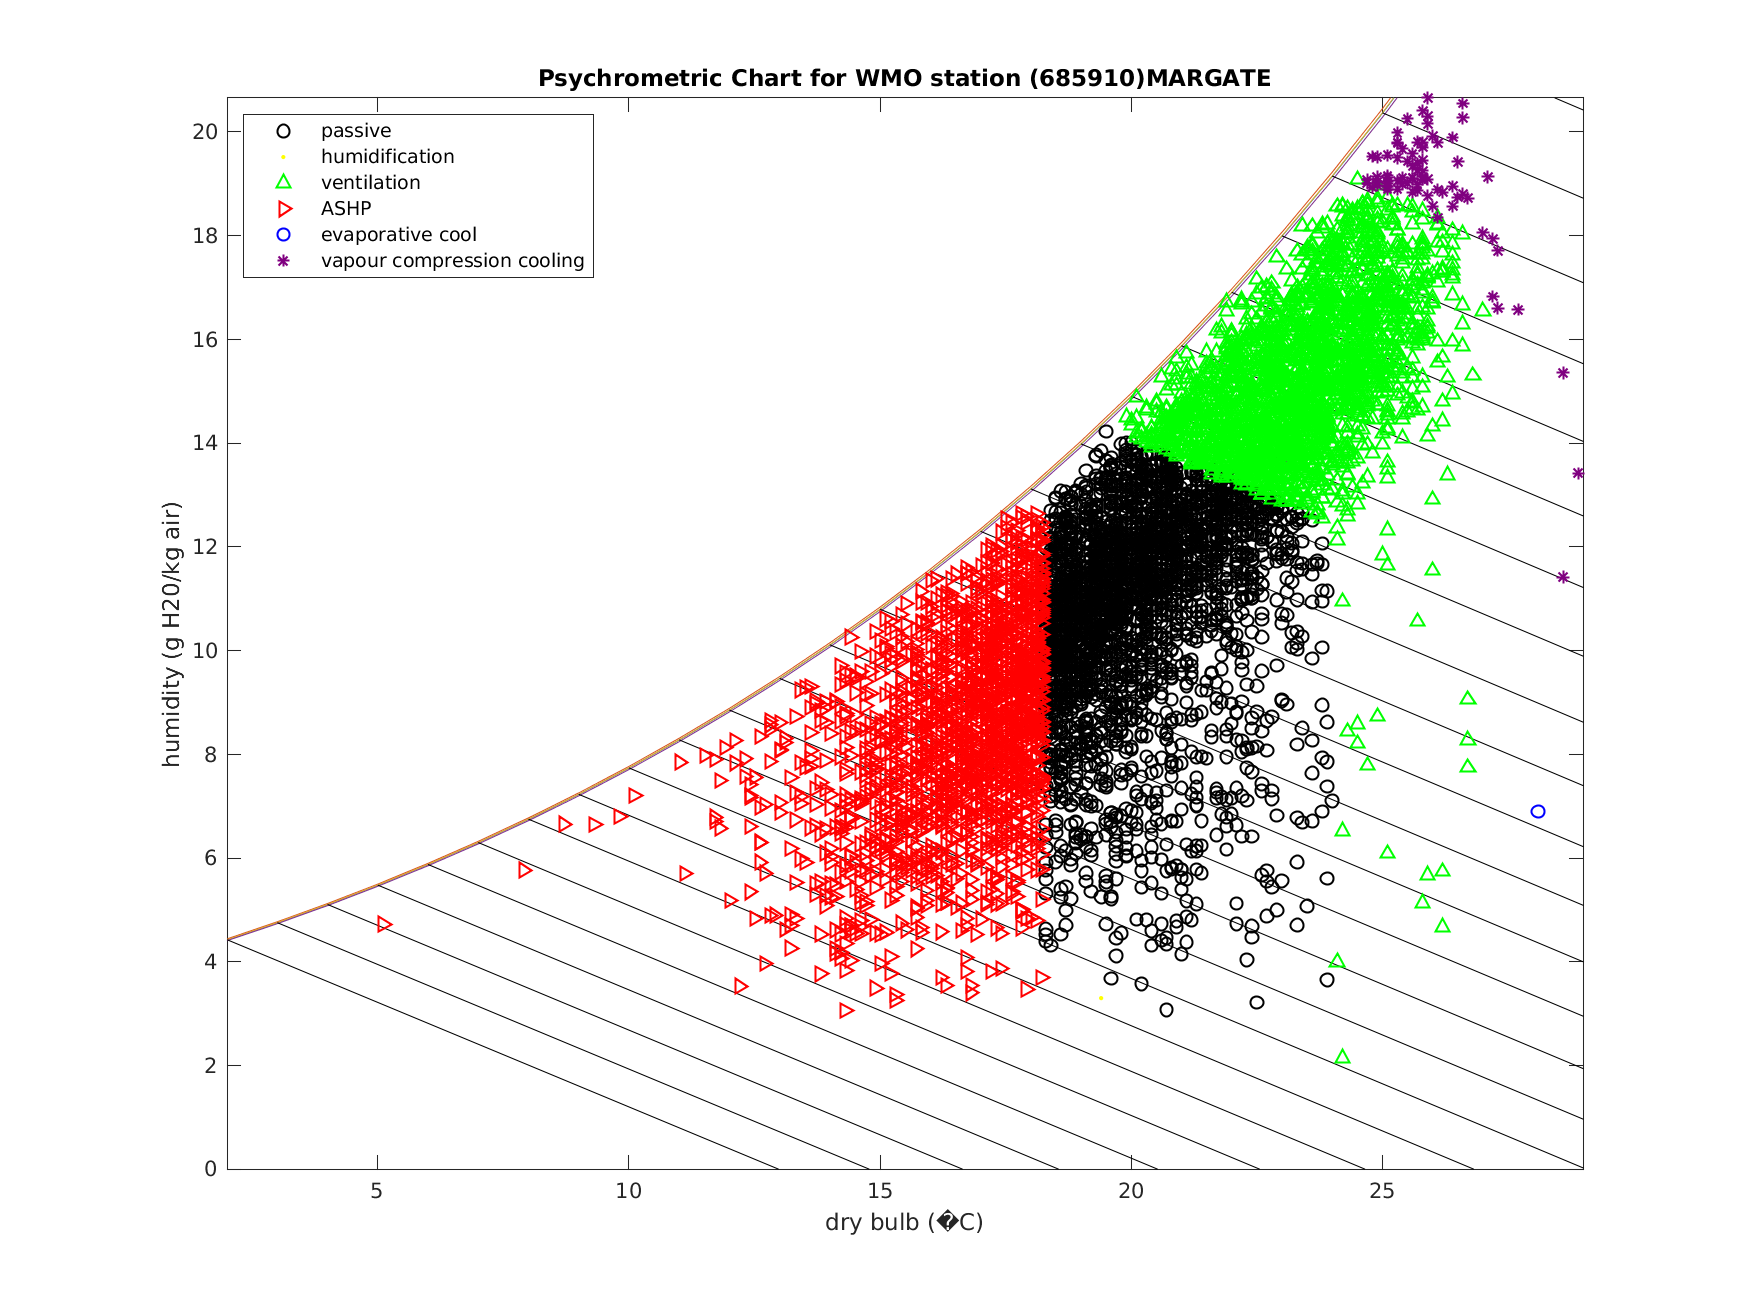 Psychrometric Chart for WMO station (685910)MARGATE
passive
humidification
ventilation
ASHP
evaporative cool
vapour compression cooling
humidity (g H20/kg air)
20
18
16
14
12
10
8
6
4
2
0
5 10 15 20 25
dry bulb (�C)